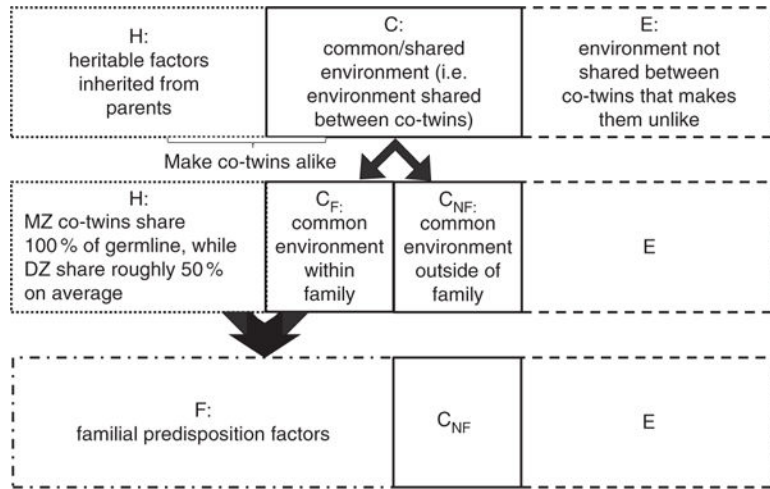 H:
heritable factors
inherited from
parents
C:
common/shared
environment (i.e.
environment shared
between co-twins)
E:
environment not
shared between
co-twins that makes
them unlike
Make co-twins alike
H:
MZ co-twins share
100 % of germline, while
DZ share roughly 50 %
on average
CF:
common
environment
within
family
CNF:
common
environment
outside of
family
E
F:
familial predisposition factors
CNF
E